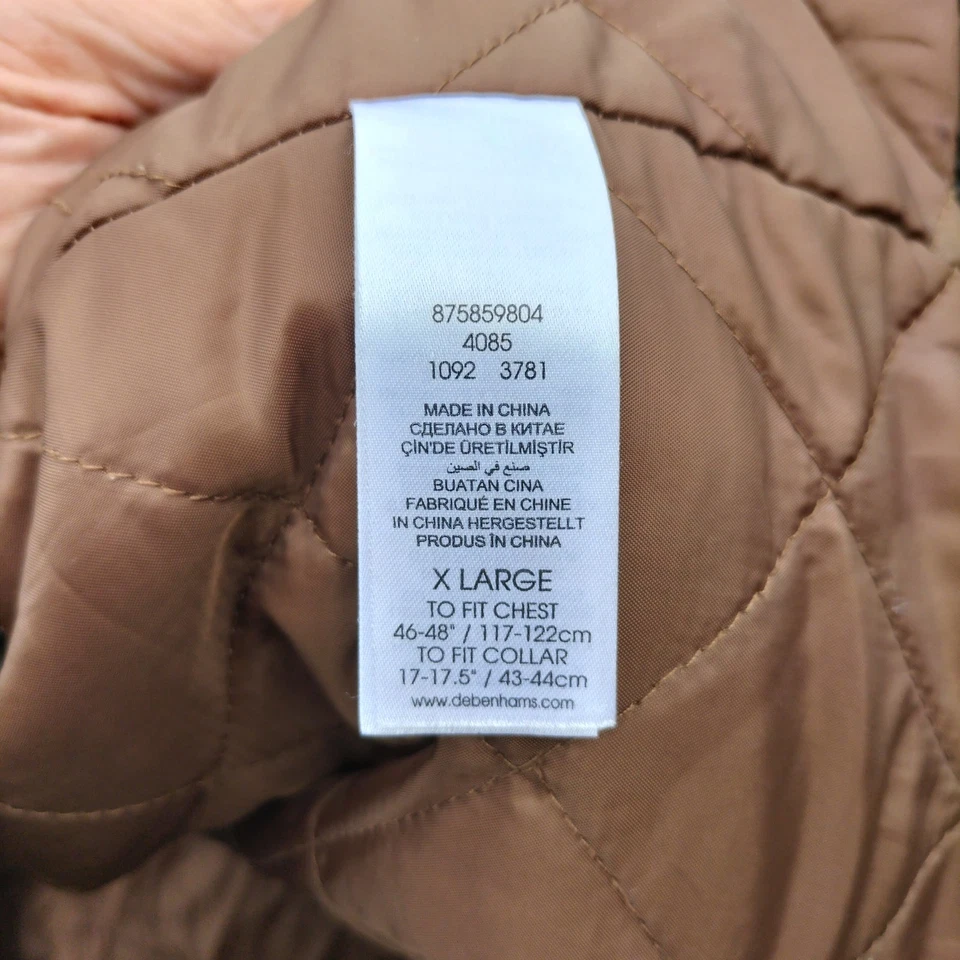 875859804
4085
1092 3781
MADE IN CHINA
СДЕЛАНО В КИТАЕ
ÇİN'DE ÜRETİLMİŞTİR
صنع في الصين
BUATAN CINA
FABRIQUÉ EN CHINE
IN CHINA HERGESTELLT
PRODUS ÎN CHINA
X LARGE
TO FIT CHEST
46-48" / 117-122cm
TO FIT COLLAR
17-17.5" / 43-44cm
www.debenhams.com